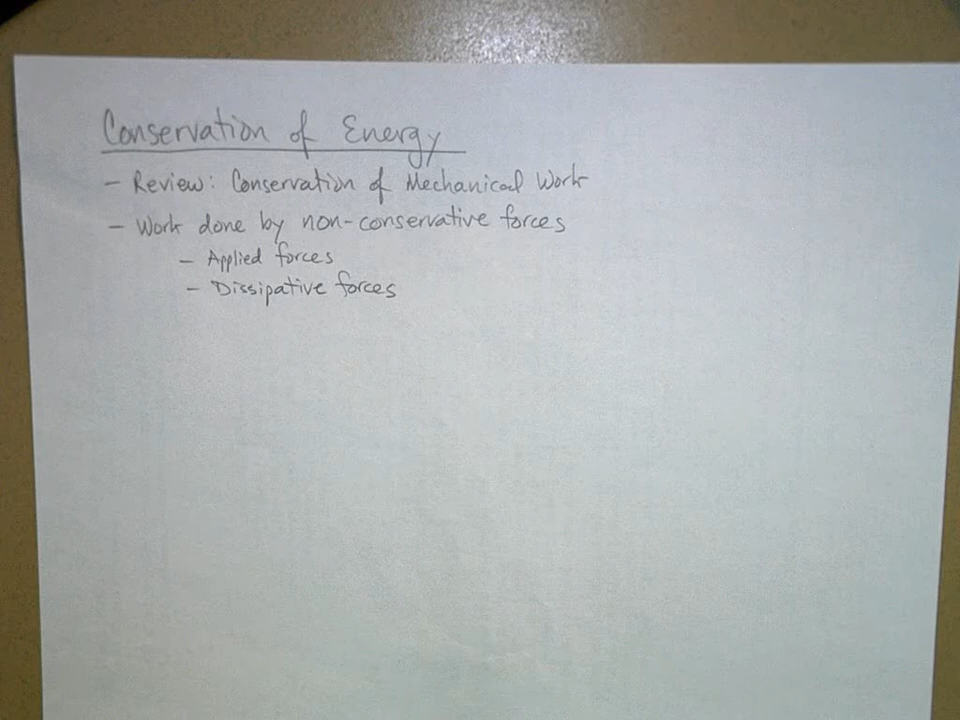 Conservation of Energy
- Review: Conservation of Mechanical Work
- Work done by non-conservative forces
- Applied forces
- Dissipative forces